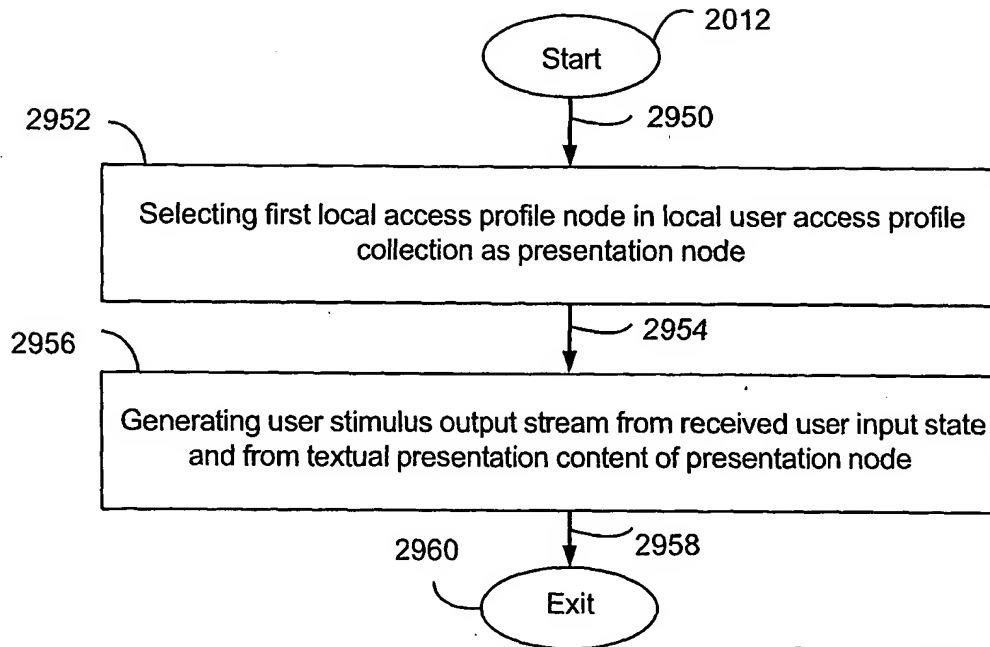 2012
Start
2950
2952
Selecting first local access profile node in local user access profile
collection as presentation node
2954
2956
Generating user stimulus output stream from received user input state
and from textual presentation content of presentation node
2958
2960
Exit